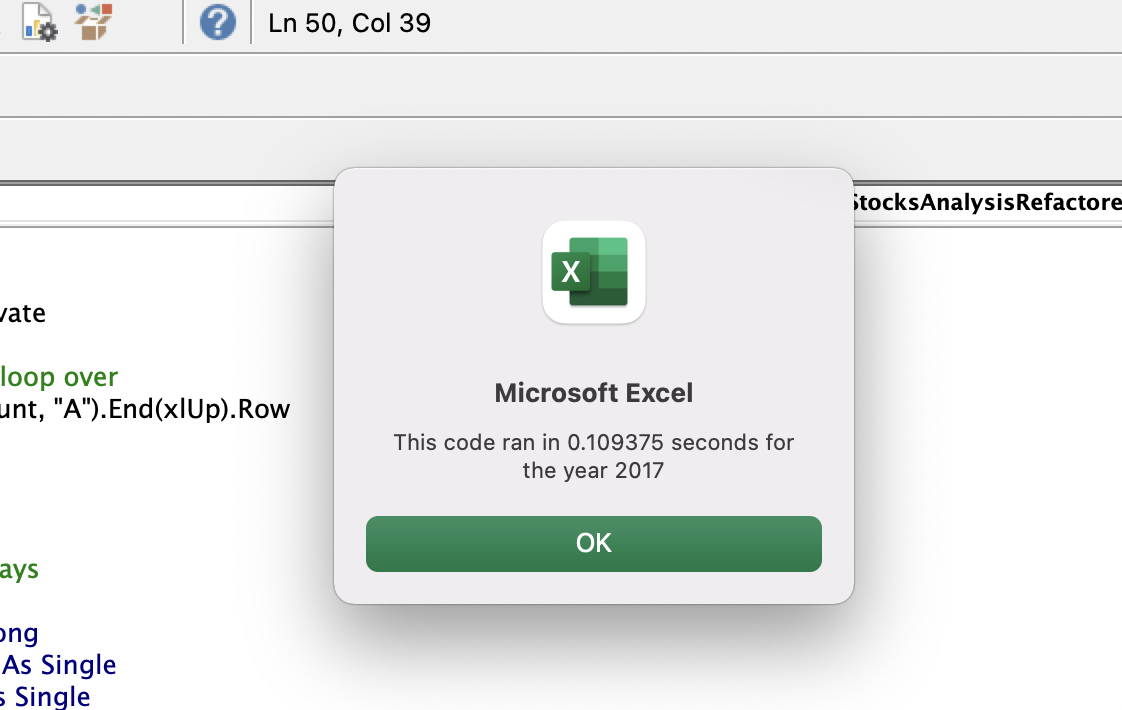 Ln 50, Col 39
StocksAnalysisRefactore
vate
loop over
unt, "A").End(xlUp).Row
X
Microsoft Excel
This code ran in 0.109375 seconds for
the year 2017
OK
ays
ong
As Single
s Single